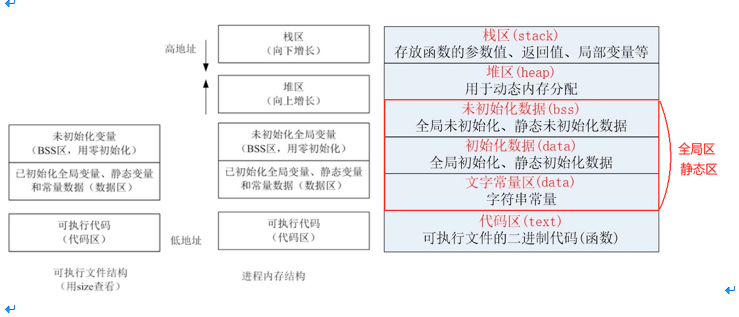 高地址
栈区
(向下增长)
堆区
(向上增长)
未初始化变量
(BSS区，用零初始化)
已初始化全局变量、静态变量
和常量数据（数据区）
可执行代码
(代码区)
可执行文件结构
(用size查看)
未初始化全局变量
(BSS区，用零初始化)
已初始化全局变量、静态变量
和常量数据（数据区）
可执行代码
(代码区)
低地址
进程内存结构
栈区(stack)
存放函数的参数值、返回值、局部变量等
堆区(heap)
用于动态内存分配
未初始化数据(bss)
全局未初始化、静态未初始化数据
初始化数据(data)
全局初始化、静态初始化数据
文字常量区(data)
字符串常量
代码区(text)
可执行文件的二进制代码(函数)
全局区
静态区